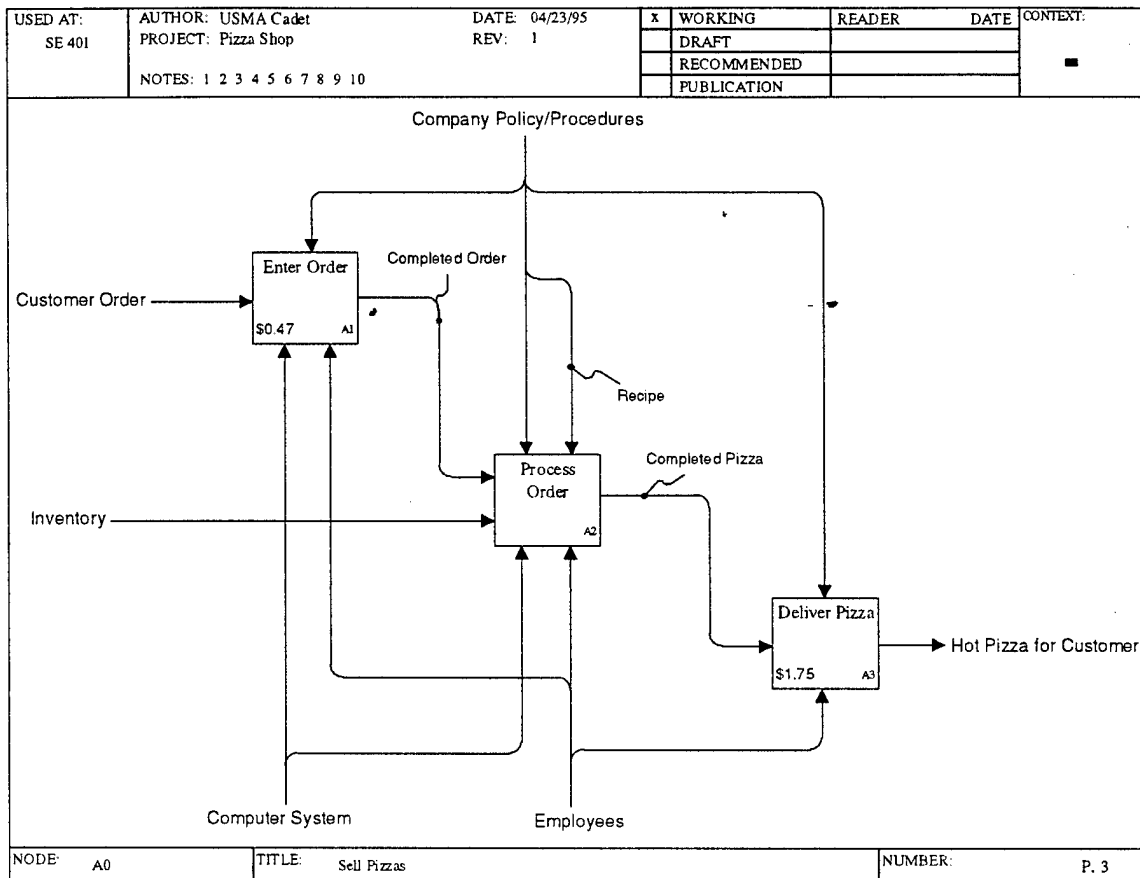 USED AT:
SE 401
AUTHOR: USMA Cadet
PROJECT: Pizza Shop
NOTES: 1 2 3 4 5 6 7 8 9 10
DATE: 04/23/95
REV: 1
x WORKING
DRAFT
RECOMMENDED
PUBLICATION
READER DATE
CONTEXT:
Company Policy/Procedures
Enter Order
$0.47 A1
Completed Order
Customer Order
Recipe
Process
Order
A2
Completed Pizza
Inventory
Deliver Pizza
$1.75 A3
Hot Pizza for Customer
Computer System
Employees
NODE: A0
TITLE: Sell Pizzas
NUMBER: P. 3